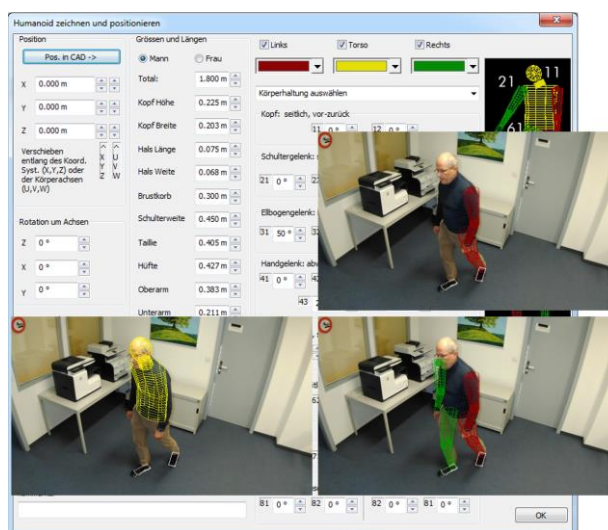 Humanoid zeichnen und positionieren
Position
Pos. in CAD ->
X 0.000 m
Y 0.000 m
Z 0.000 m
Verschieben
entlang des Koord.
Syst. (X,Y,Z) oder
der Körperachsen
(U,V,W)
X U
Y V
Z W
Rotation um Achsen
Z 0 °
X 0 °
Y 0 °
Grössen und Längen
Mann Frau
Total: 1.800 m
Kopf Höhe 0.225 m
Kopf Breite 0.203 m
Hals Länge 0.075 m
Hals Weite 0.068 m
Brustkorb 0.300 m
Schulterweite 0.450 m
Taille 0.405 m
Hüfte 0.427 m
Oberarm 0.383 m
Unterarm 0.211 m
Links Torso Rechts
Körperhaltung auswählen
Kopf: seitlich, vor-zurück
11 0 ° 12 0 °
Schultergelenk:
21 0 °
Ellbogengelenk:
31 50 °
Handgelenk:
41 0 °
43
21 11
61
81 0 ° 82 0 ° 82 0 ° 81 0 °
OK